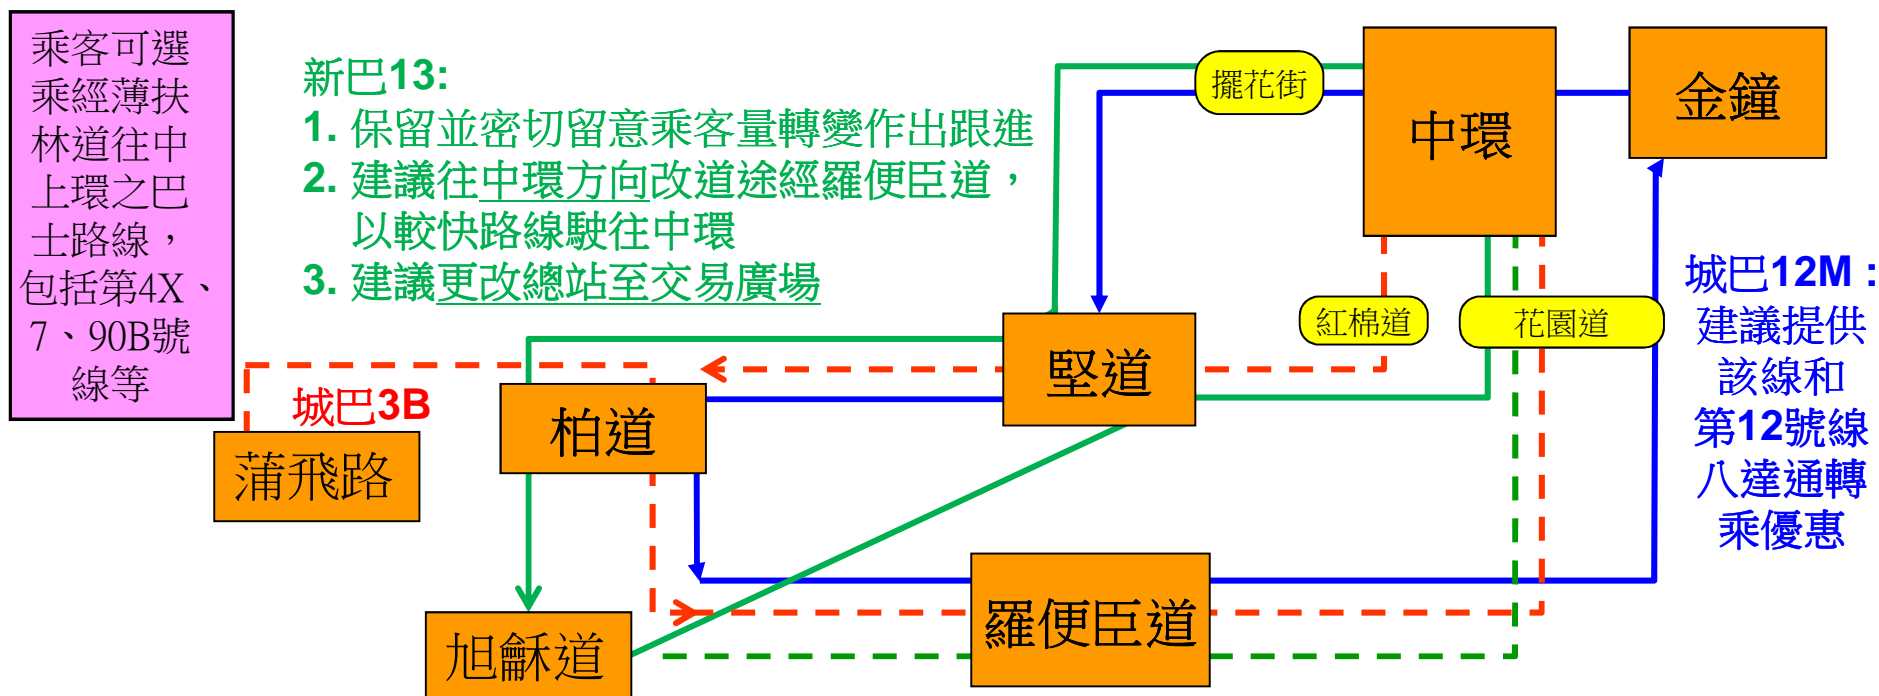 乘客可選
乘經薄扶
林道往中
上環之巴
士路線，
包括第4X、
7、90B號
線等
新巴13:
1. 保留並密切留意乘客量轉變作出跟進
2. 建議往中環方向改道途經羅便臣道，
以較快路線駛往中環
3. 建議更改總站至交易廣場
擺花街
中環
金鐘
城巴12M :
建議提供
該線和
第12號線
八達通轉
乘優惠
紅棉道
花園道
堅道
城巴3B
柏道
蒲飛路
羅便臣道
旭龢道